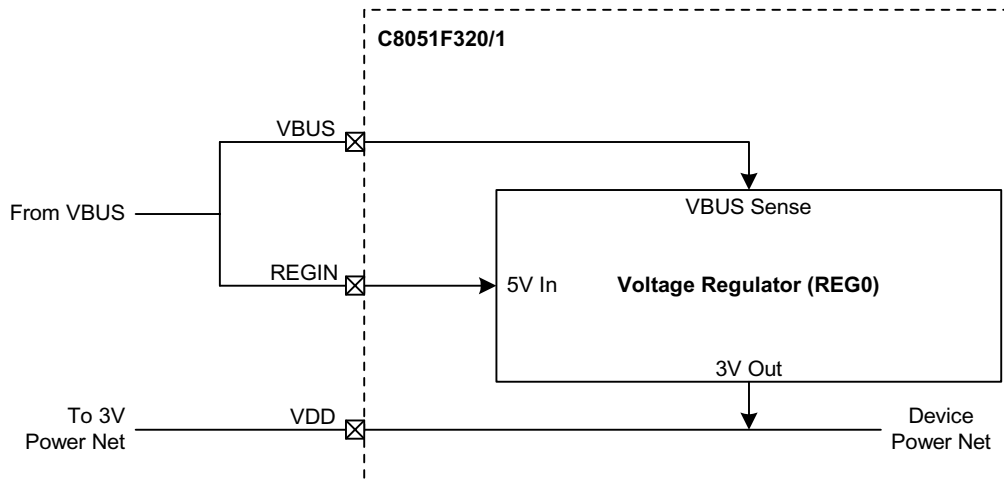 C8051F320/1
VBUS
From VBUS
VBUS Sense
REGIN
5V In
Voltage Regulator (REG0)
3V Out
To 3V
Power Net
VDD
Device
Power Net